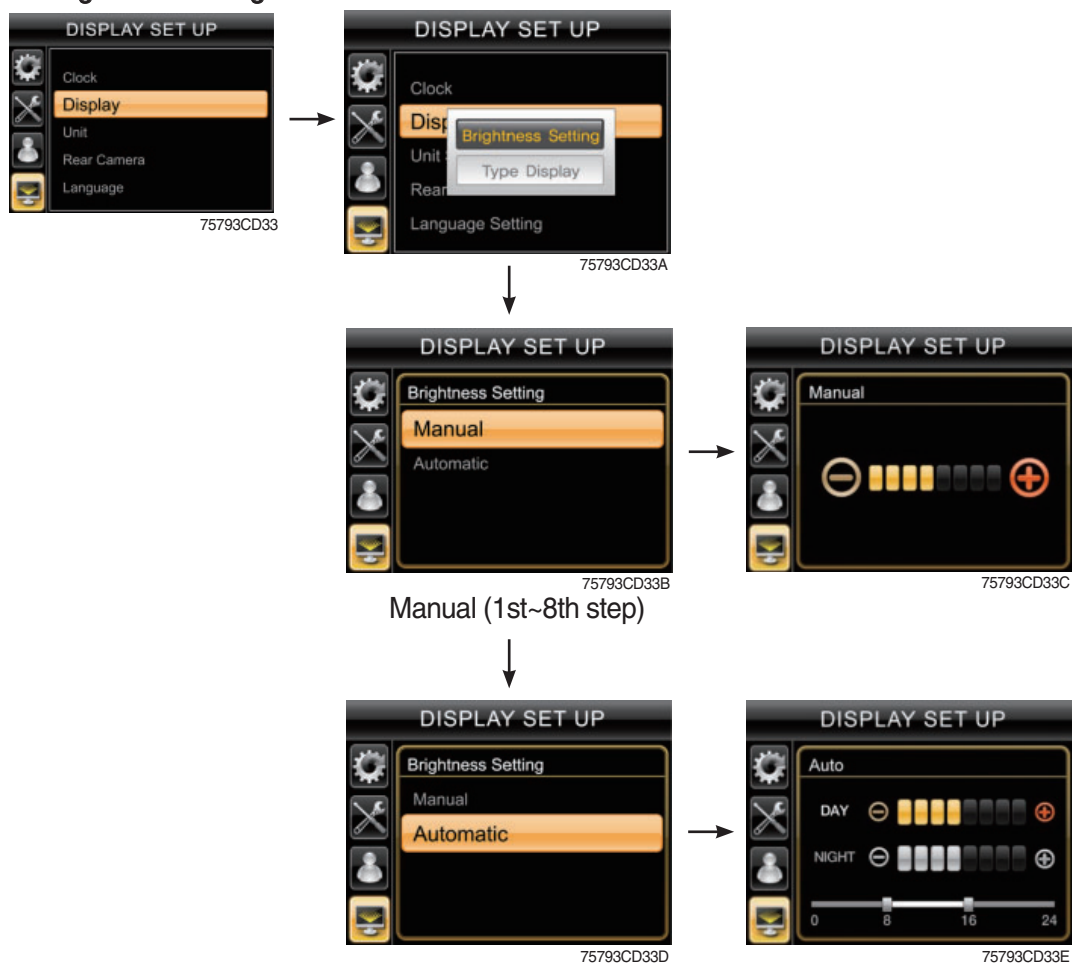 DISPLAY SET UP
Clock
Display
Unit
Rear Camera
Language
75793CD33
DISPLAY SET UP
Clock
Disp
Brightness Setting
Unit
Type Display
Rear
Language Setting
75793CD33A
DISPLAY SET UP
Brightness Setting
Manual
Automatic
75793CD33B
Manual (1st~8th step)
DISPLAY SET UP
Manual
75793CD33C
DISPLAY SET UP
Brightness Setting
Manual
Automatic
75793CD33D
DISPLAY SET UP
Auto
DAY
NIGHT
0 8 16 24
75793CD33E